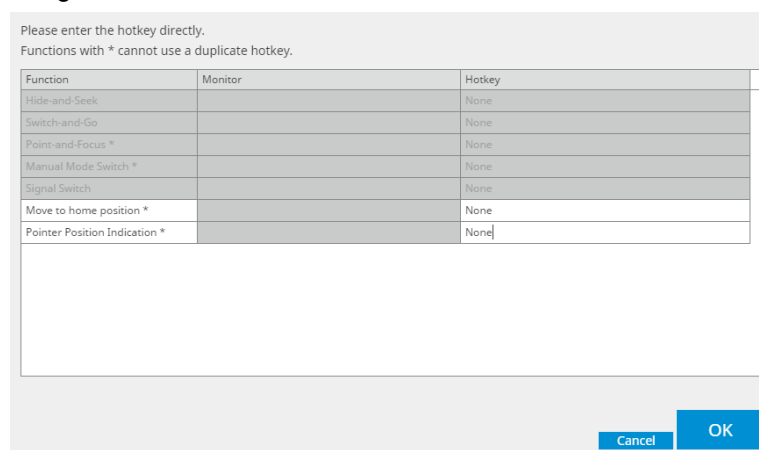 Please enter the hotkey directly.
Functions with * cannot use a duplicate hotkey.
Function Monitor Hotkey
Hide-and-Seek None
Switch-and-Go None
Point-and-Focus * None
Manual Mode Switch * None
Signal Switch None
Move to home position * None
Pointer Position Indication * None
Cancel OK